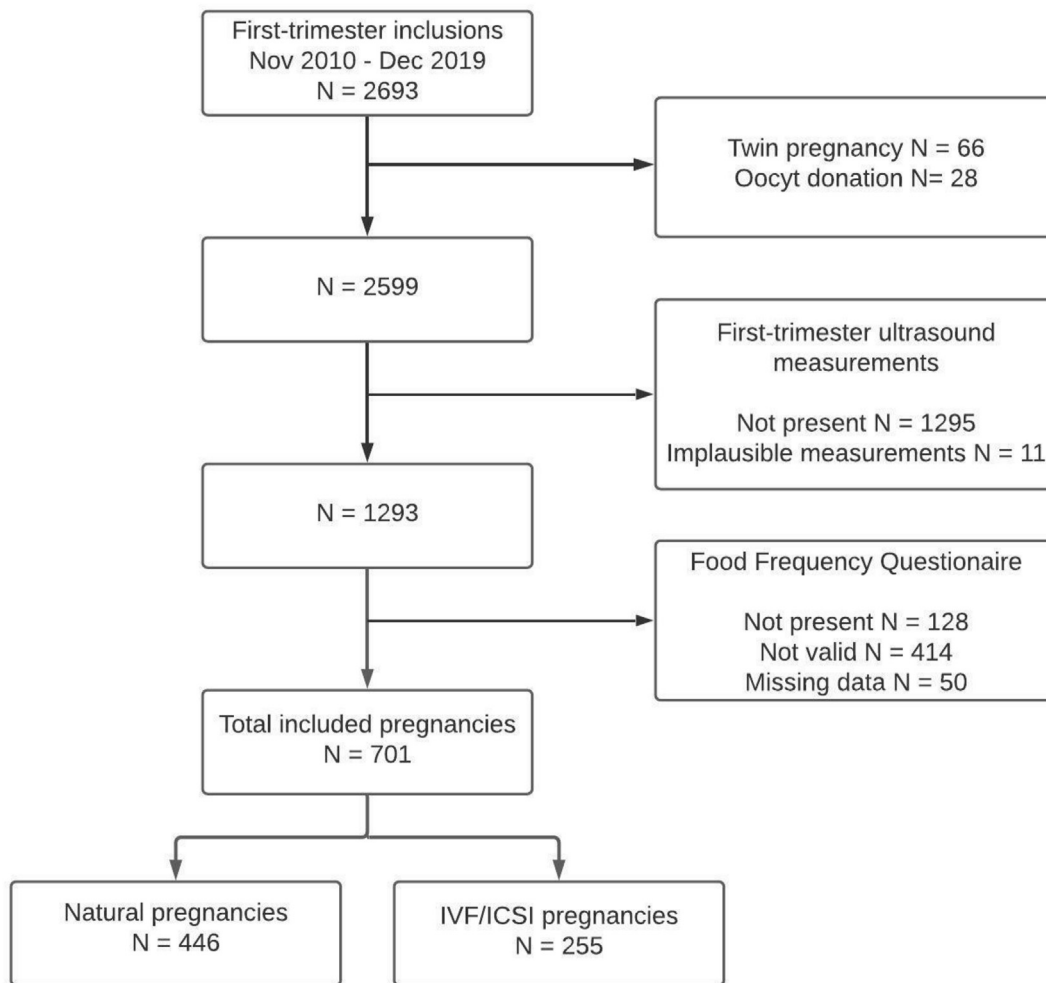 First-trimester inclusions
Nov 2010 - Dec 2019
N = 2693
Twin pregnancy N = 66
Oocyt donation N= 28
N = 2599
First-trimester ultrasound
measurements
Not present N = 1295
Implausible measurements N = 11
N = 1293
Food Frequency Questionaire
Not present N = 128
Not valid N = 414
Missing data N = 50
Total included pregnancies
N = 701
Natural pregnancies
N = 446
IVF/ICSI pregnancies
N = 255